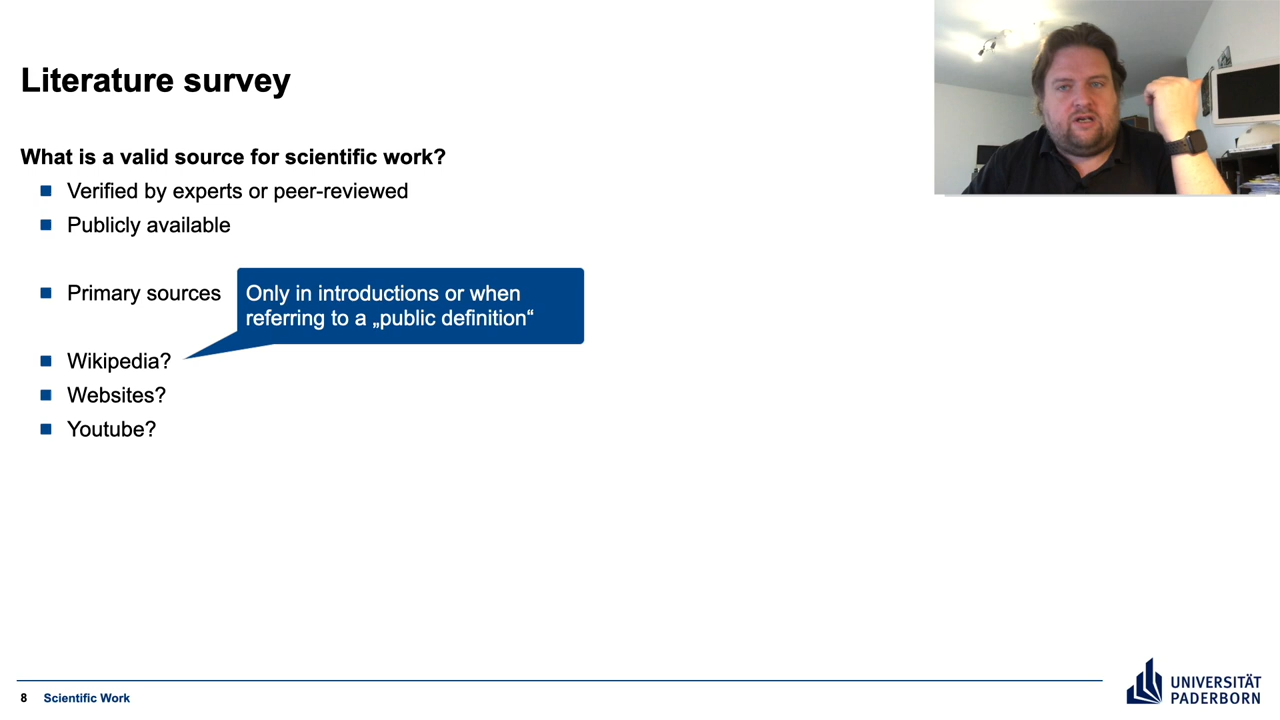 Literature survey
What is a valid source for scientific work?
Verified by experts or peer-reviewed
Publicly available
Primary sources
Only in introductions or when
referring to a „public definition“
Wikipedia?
Websites?
Youtube?
8 Scientific Work
UNIVERSITÄT
PADERBORN